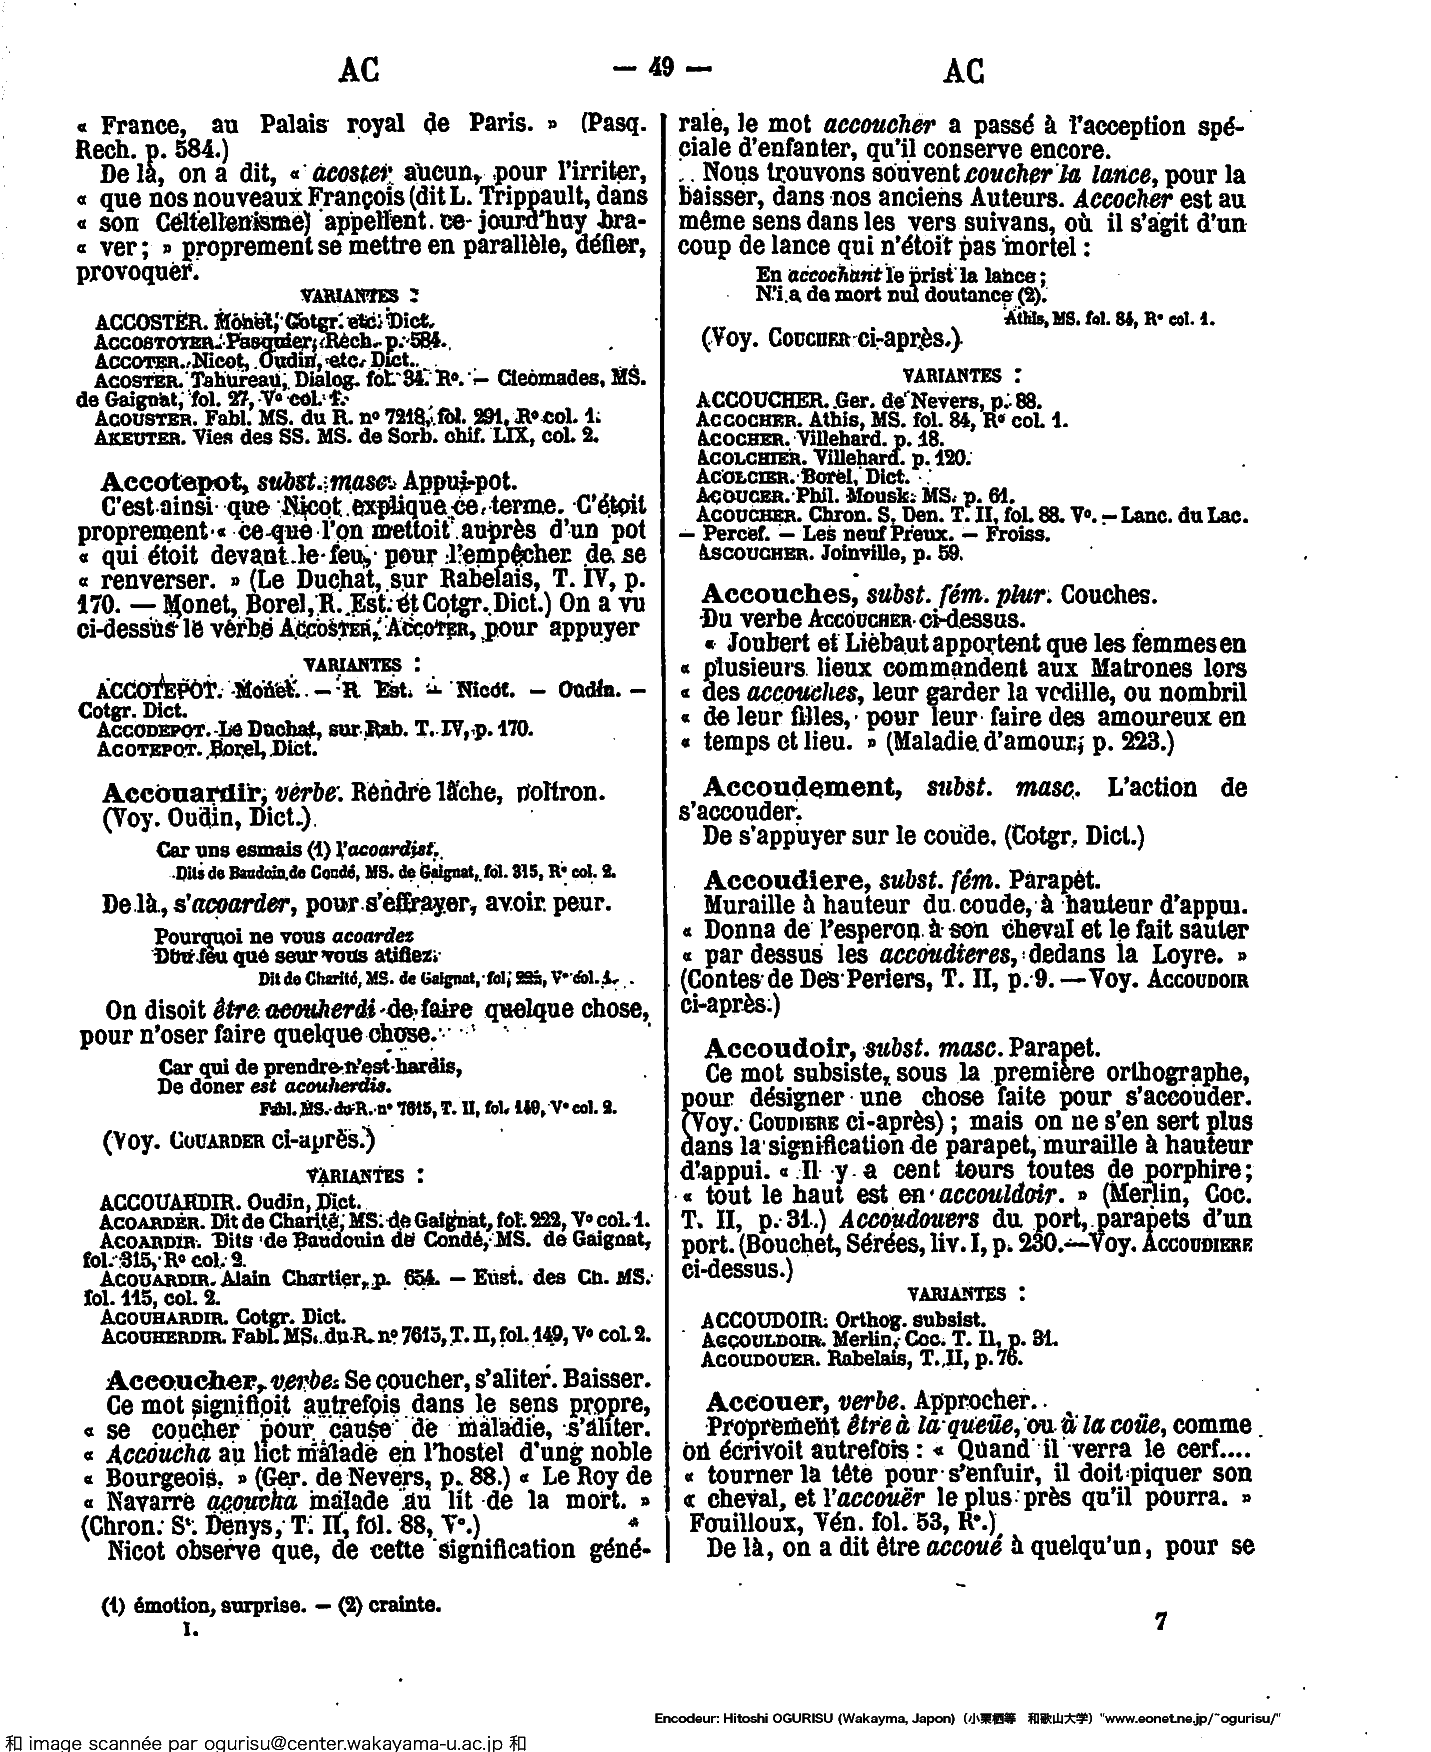 AC
— 49 —
AC
« France, au Palais royal de Paris. » (Pasq.
Rech. p. 584.)
De là, on a dit, « acoster aucun, pour l'irriter,
« que nos nouveaux François (dit L. Trippault, dans
« son Celtellenisme) appellent ce jourd'huy bra-
« ver ; » proprement se mettre en parallèle, défier,
provoquer.
VARIANTES :
ACCOSTER. Monet, Cotgr. etc. Dict.
ACCOSTOYER. Pasquier, Rech. p. 584.
ACCOTER. Nicot, Oudin, etc. Dict.
ACOSTER. Tahureau, Dialog. fol. 34. Rº. — Cleomades, MS.
de Gaignat, fol. 27, Vº col. 1.
ACOUSTER. Fabl. MS. du R. nº 7218, fol. 291, Rº col. 1.
AKEUTER. Vies des SS. MS. de Sorb. chif. LIX, col. 2.
Accotepot, subst. masc. Appui-pot.
C'est ainsi que Nicot explique ce terme. C'étoit
proprement « ce que l'on mettoit auprès d'un pot
« qui étoit devant le feu, pour l'empêcher de se
« renverser. » (Le Duchat, sur Rabelais, T. IV, p.
170. — Monet, Borel, R. Est. et Cotgr. Dict.) On a vu
ci-dessus le verbe ACCOSTER, ACCOTER, pour appuyer
VARIANTES :
ACCOTEPOT. Monet. — R. Est. — Nicot. — Oudin. —
Cotgr. Dict.
ACCODEPOT. Le Duchat, sur Rab. T. IV, p. 170.
ACOTEPOT. Borel, Dict.
Accouardir, verbe. Rendre lâche, poltron.
(Voy. Oudin, Dict.)
Car uns esmais (1) l'acoardist.
Dits de Baudoin de Condé, MS. de Gaignat, fol. 315, Rº col. 2.
De là, s'acoarder, pour s'effrayer, avoir peur.
Pourquoi ne vous acoardez
Dou feu que seur vous atifiez.
Dit de Charité, MS. de Gaignat, fol, 225, Vº col. 1.
On disoit être acouherdi de faire quelque chose,
pour n'oser faire quelque chose.
Car qui de prendre n'est hardis,
De doner est acouherdis.
Fabl. MS. du R. nº 7615, T. II, fol. 149, Vº col. 2.
(Voy. COUARDER ci-après.)
VARIANTES :
ACCOUARDIR. Oudin, Dict.
ACOARDER. Dit de Charité, MS. de Gaignat, fol. 222, Vº col. 1.
ACOARDIR. Dits de Baudouin de Condé, MS. de Gaignat,
fol. 315, Rº col. 2.
ACOUARDIR. Alain Chartier, p. 654. — Eust. des Ch. MS.
fol. 115, col. 2.
ACOUHARDIR. Cotgr. Dict.
ACOUHERDIR. Fabl. MS. du R. nº 7615, T. II, fol. 149, Vº col. 2.
Accoucher, verbe. Se coucher, s'aliter. Baisser.
Ce mot signifioit autrefois dans le sens propre,
« se coucher pour cause de maladie, s'aliter.
« Accoucha au lict malade en l'hostel d'ung noble
« Bourgeois. » (Ger. de Nevers, p. 88.) « Le Roy de
« Navarre acoucha malade au lit de la mort. »
(Chron. St. Denys, T. II, fol. 88, Vº.)
Nicot observe que, de cette signification géné-
rale, le mot accoucher a passé à l'acception spé-
ciale d'enfanter, qu'il conserve encore.
Nous trouvons souvent coucher la lance, pour la
baisser, dans nos anciens Auteurs. Accocher est au
même sens dans les vers suivans, où il s'agit d'un
coup de lance qui n'étoit pas mortel :
En accochant le prist la lance ;
N'i a de mort nul doutance (2).
Athis, MS. fol. 84, Rº col. 1.
(Voy. COUCHER ci-après.)
VARIANTES :
ACCOUCHER. Ger. de Nevers, p. 88.
ACCOCHER. Athis, MS. fol. 84, Rº col. 1.
ACOCHER. Villehard. p. 18.
ACOLCHIER. Villehard. p. 120.
ACOLCIER. Borel, Dict.
ACOUCER. Phil. Mousk. MS. p. 61.
ACOUCHER. Chron. S. Den. T. II, fol. 88. Vº. — Lanc. du Lac.
— Percef. — Les neuf Preux. — Froiss.
ASCOUCHER. Joinville, p. 59.
Accouches, subst. fém. plur. Couches.
Du verbe ACCOUCHER ci-dessus.
« Joubert et Liebaut apportent que les femmes en
« plusieurs lieux commandent aux Matrones lors
« des accouches, leur garder la vedille, ou nombril
« de leur filles, pour leur faire des amoureux en
« temps et lieu. » (Maladie d'amour, p. 223.)
Accoudement, subst. masc. L'action de
s'accouder.
De s'appuyer sur le coude. (Cotgr. Dict.)
Accoudiere, subst. fém. Parapet.
Muraille à hauteur du coude, à hauteur d'appui.
« Donna de l'esperon à son cheval et le fait sauter
« par dessus les accoudieres, dedans la Loyre. »
(Contes de Des Periers, T. II, p. 9. — Voy. ACCOUDOIR
ci-après.)
Accoudoir, subst. masc. Parapet.
Ce mot subsiste, sous la première orthographe,
pour désigner une chose faite pour s'accouder.
(Voy. COUDIERE ci-après) ; mais on ne s'en sert plus
dans la signification de parapet, muraille à hauteur
d'appui. « Il y a cent tours toutes de porphire ;
« tout le haut est en accouldoir. » (Merlin, Coc.
T. II, p. 31.) Accoudouers du port, parapets d'un
port. (Bouchet, Sérées, liv. I, p. 230.—Voy. ACCOUDIERE
ci-dessus.)
VARIANTES :
ACCOUDOIR. Orthog. subsist.
ACCOULDOIR. Merlin, Coc. T. II, p. 31.
ACOUDOUER. Rabelais, T. II, p. 76.
Accouer, verbe. Approcher.
Proprement être à la queüe, ou à la coüe, comme
on écrivoit autrefois : « Quand il verra le cerf....
« tourner la tête pour s'enfuir, il doit piquer son
« cheval, et l'accouër le plus près qu'il pourra. »
Fouilloux, Vén. fol. 53, Rº.)
De là, on a dit être accoué à quelqu'un, pour se
(1) émotion, surprise. — (2) crainte.
I.
7
Encodeur: Hitoshi OGURISU (Wakayma, Japon) (小栗栖等 和歌山大学) "www.eonet.ne.jp/~ogurisu/"
和 image scannée par ogurisu@center.wakayama-u.ac.jp 和